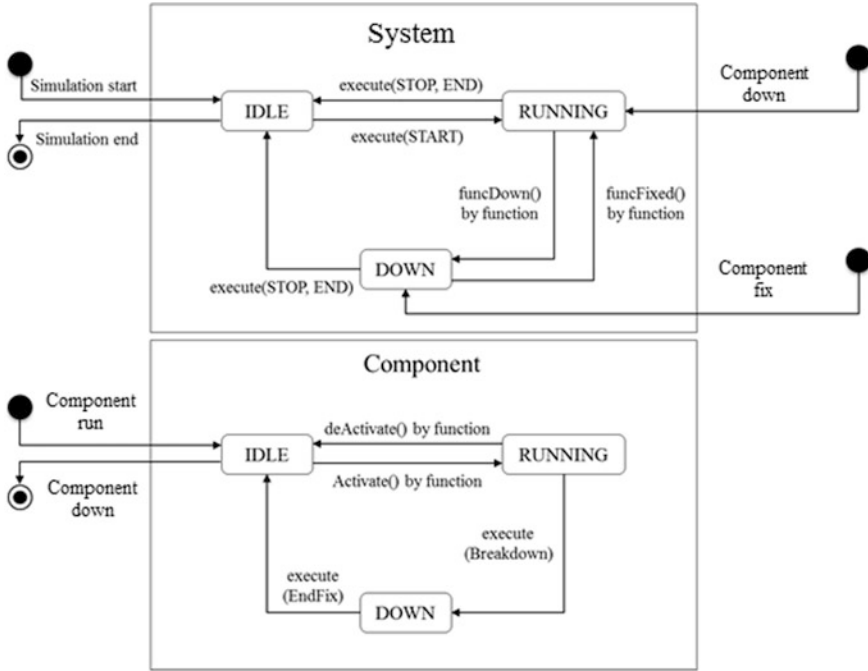 System
Simulation start
execute(STOP, END)
Component
down
IDLE
RUNNING
Simulation end
execute(START)
funcDown()
by function
funcFixed()
by function
DOWN
execute(STOP, END)
Component
fix
Component
Component
run
deActivate() by function
IDLE
RUNNING
Activate() by function
Component
down
execute
(Breakdown)
execute
(EndFix)
DOWN